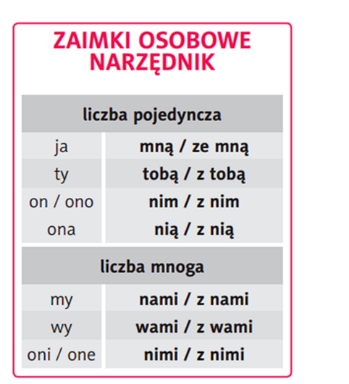 ZAIMKI OSOBOWE
NARZĘDNIK
liczba pojedyncza
ja mną / ze mną
ty tobą / z tobą
on / ono nim / z nim
ona nią / z nią
liczba mnoga
my nami / z nami
wy wami / z wami
oni / one nimi / z nimi